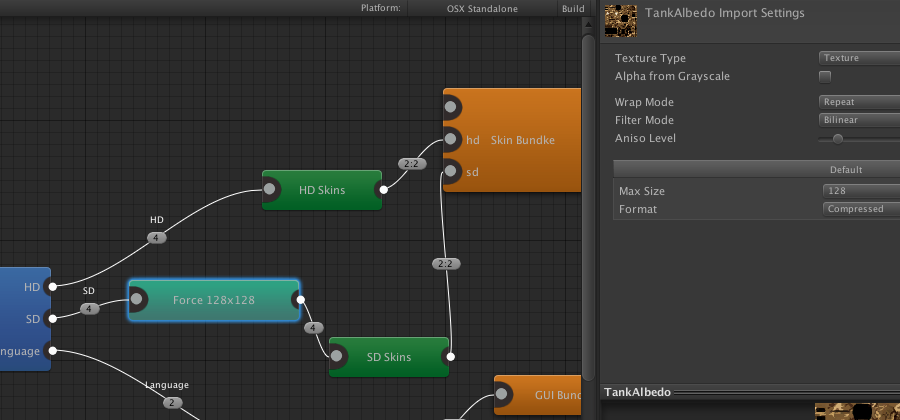 Platform: OSX Standalone Build
TankAlbedo Import Settings
Texture Type Texture
Alpha from Grayscale
Wrap Mode Repeat
Filter Mode Bilinear
Aniso Level
Default
Max Size 128
Format Compressed
hd Skin Bundke
sd
2:2
HD Skins
HD
4
2:2
HD
SD
4
Force 128x128
SD
4
nguage
SD Skins
Language
2
GUI Bund
TankAlbedo